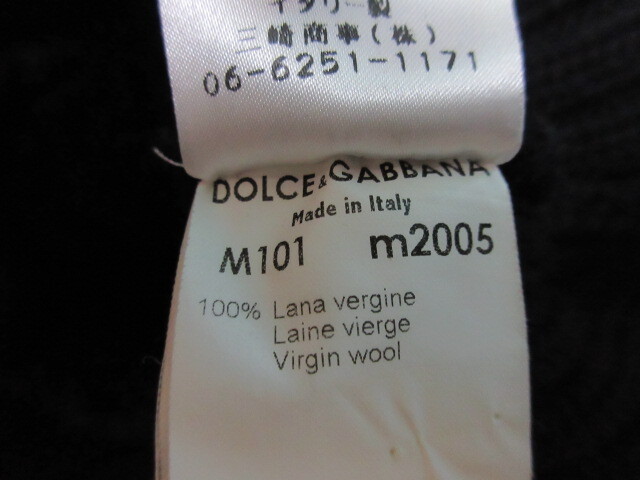 イタリー製
三崎商事(株)
06-6251-1171
DOLCE&GABBANA
Made in Italy
M101 m2005
100% Lana vergine
Laine vierge
Virgin wool